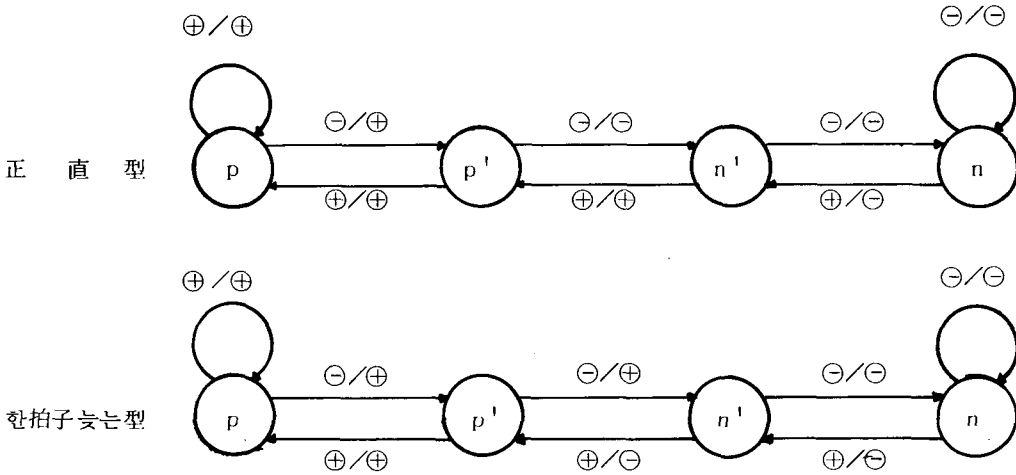 ⊕/⊕ ⊖/⊖
⊖/⊕ ⊖/⊖ ⊖/⊖
正 直 型 p p' n' n
⊕/⊕ ⊕/⊕ ⊕/⊖
⊕/⊕ ⊖/⊖
⊖/⊕ ⊖/⊕ ⊖/⊖
한拍子늦는型 p p' n' n
⊕/⊕ ⊕/⊖ ⊕/⊖